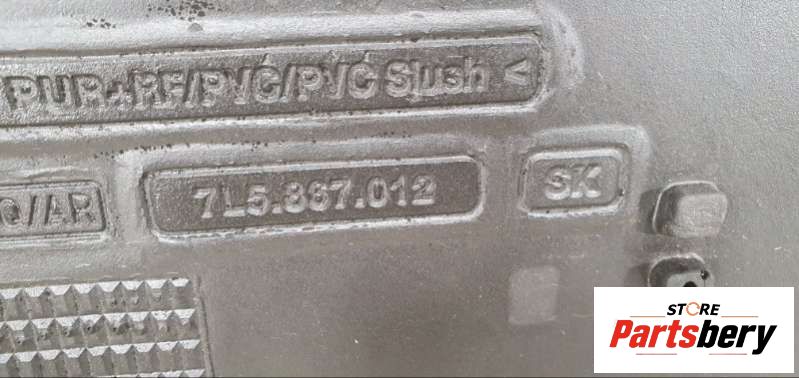 PUR+RF/PVC/PVC Slush <
Q/AR 7L5.867.012 SK
STORE
Partsbery